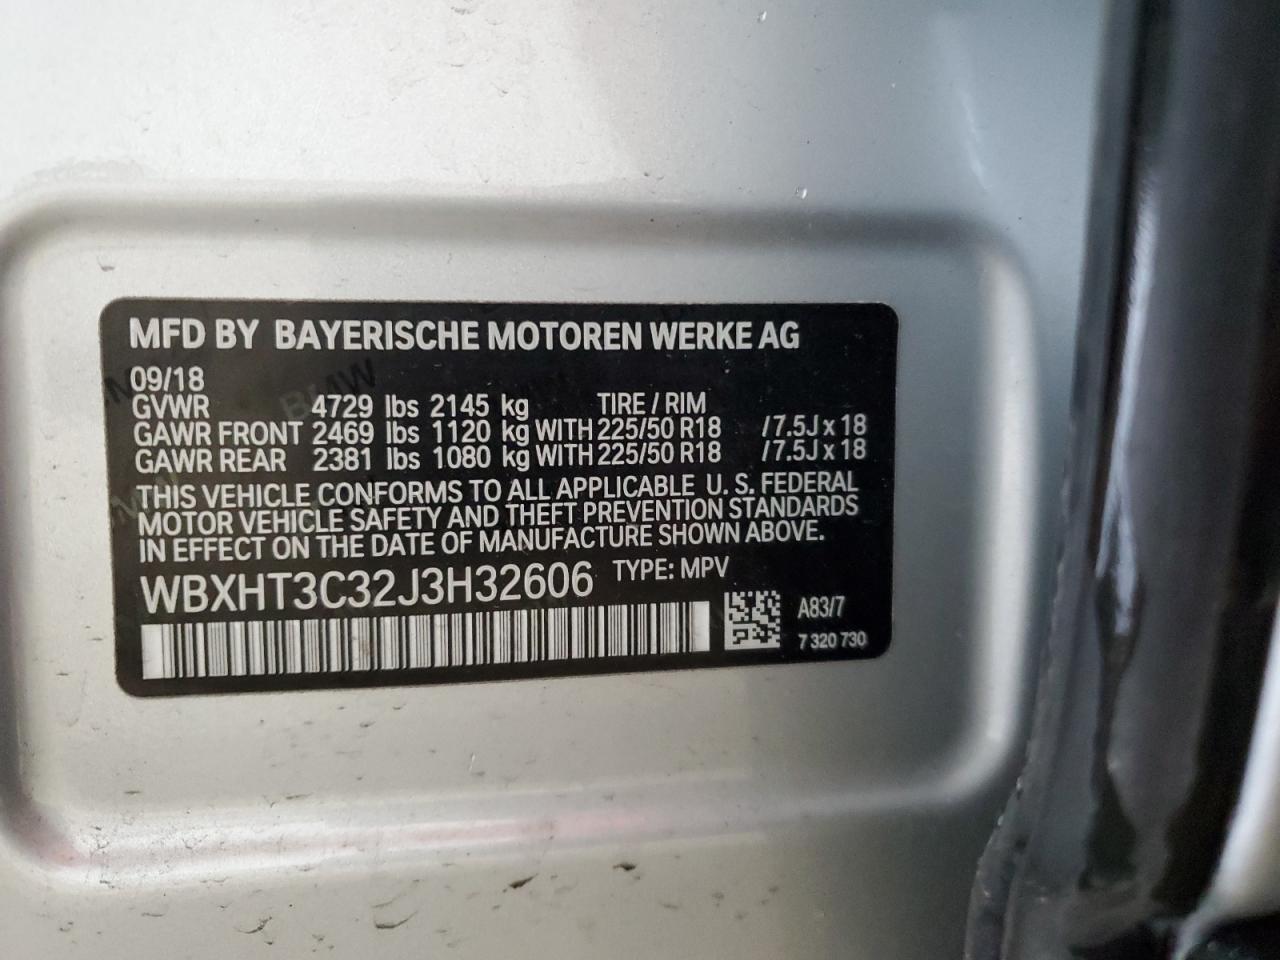 MFD BY BAYERISCHE MOTOREN WERKE AG
09/18
GVWR 4729 lbs 2145 kg TIRE / RIM
GAWR FRONT 2469 lbs 1120 kg WITH 225/50 R18 /7.5J x 18
GAWR REAR 2381 lbs 1080 kg WITH 225/50 R18 /7.5J x 18
THIS VEHICLE CONFORMS TO ALL APPLICABLE U. S. FEDERAL
MOTOR VEHICLE SAFETY AND THEFT PREVENTION STANDARDS
IN EFFECT ON THE DATE OF MANUFACTURE SHOWN ABOVE.
WBXHT3C32J3H32606 TYPE: MPV
A83/7
7 320 730
BMW